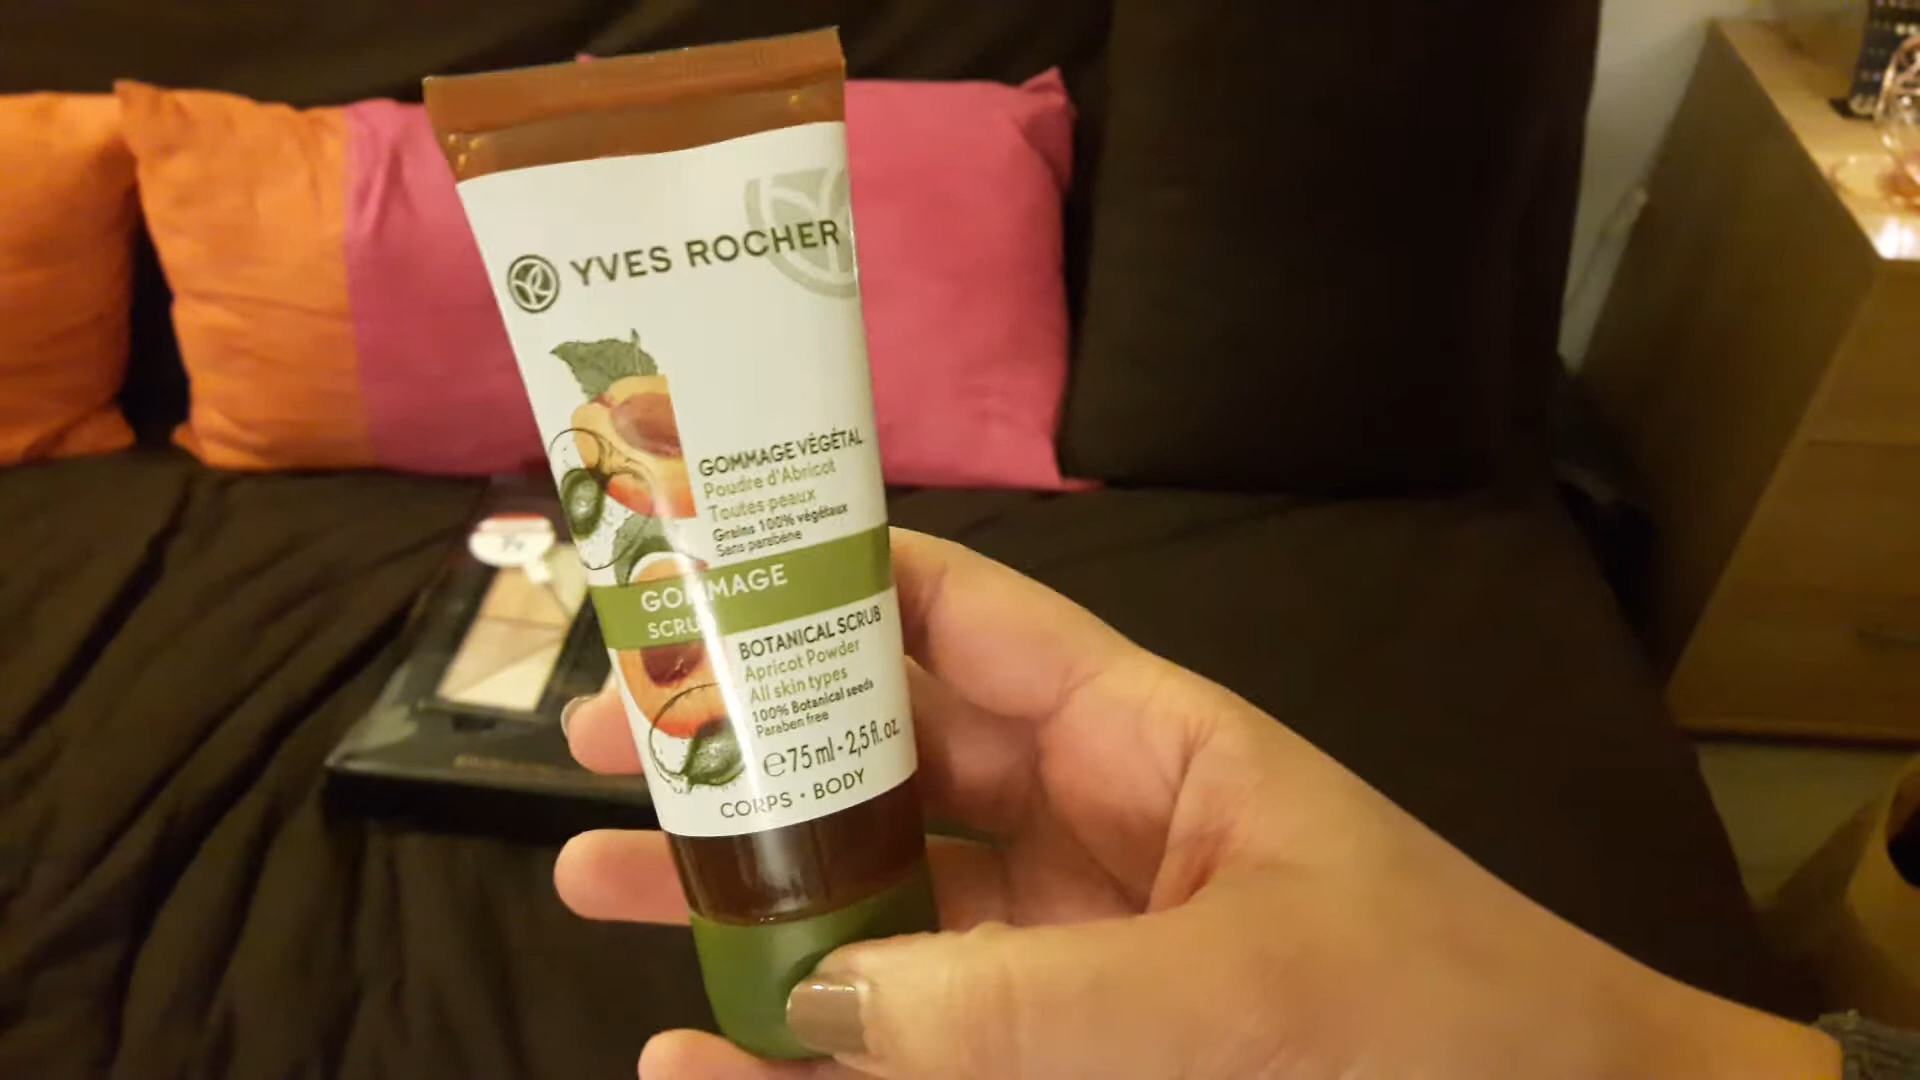 YVES ROCHER
GOMMAGE VÉGÉTAL
Poudre d'Abricot
Toutes peaux
Grains 100% végétaux
Sans parabène
GOMMAGE
SCRUB
BOTANICAL SCRUB
Apricot Powder
All skin types
100% Botanical seeds
Paraben free
℮75 ml - 2,5 fl. oz.
CORPS • BODY